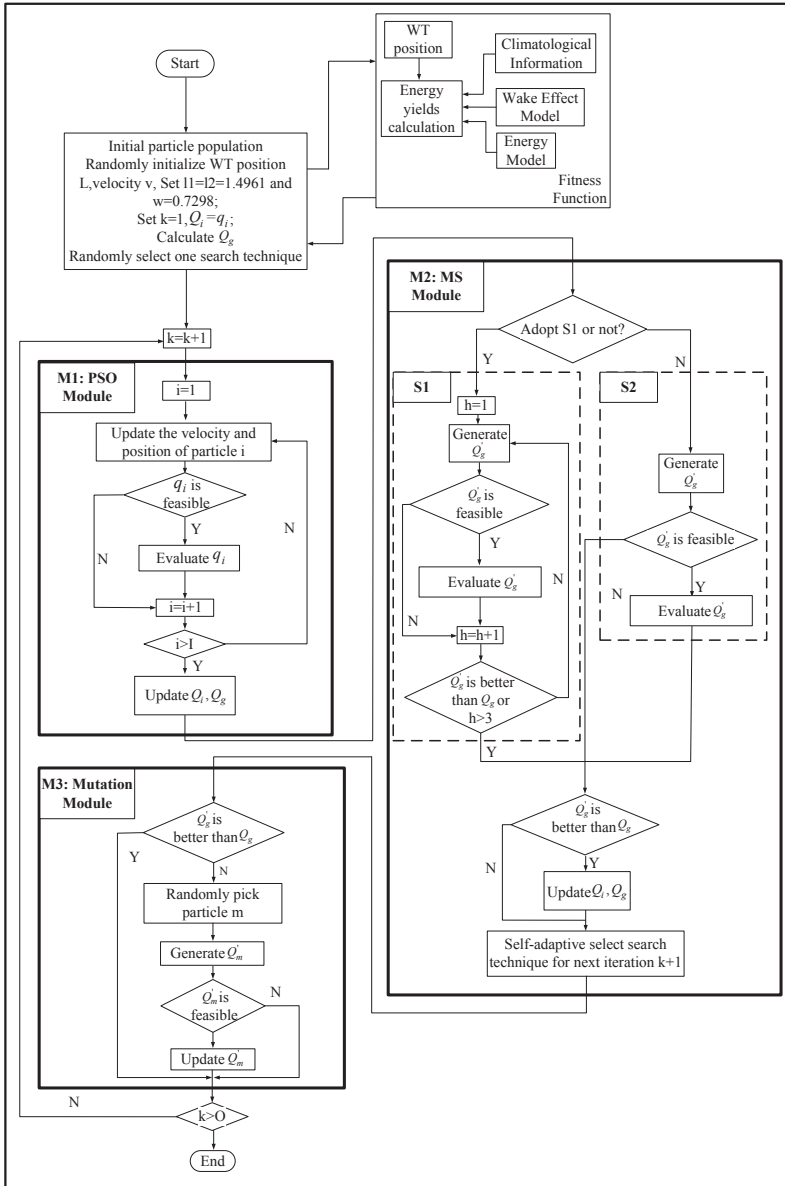 Start
Initial particle population
Randomly initialize WT position
L,velocity v, Set l1=l2=1.4961 and
w=0.7298;
Set k=1,Q_i=q_i;
Calculate Q_g
Randomly select one search technique
WT
position
Energy
yields
calculation
Climatological
Information
Wake Effect
Model
Energy
Model
Fitness
Function
k=k+1
M1: PSO
Module
i=1
Update the velocity and
position of particle i
q_i is
feasible
Y
N
N
Evaluate q_i
i=i+1
i>I
Y
Update Q_i, Q_g
M2: MS
Module
Adopt S1 or not?
Y
N
S1
h=1
Generate
Q'_g
Q'_g is
feasible
Y
N
N
Evaluate Q'_g
h=h+1
Q'_g is better
than Q_g or
h>3
Y
S2
Generate
Q'_g
Q'_g is feasible
Y
N
Evaluate Q'_g
Q'_g is
better than Q_g
Y
N
Update Q_i, Q_g
Self-adaptive select search
technique for next iteration k+1
M3: Mutation
Module
Q'_g is
better than Q_g
Y
N
Randomly pick
particle m
Generate Q'_m
Q'_m is
feasible
N
Update Q'_m
N
k>O
End